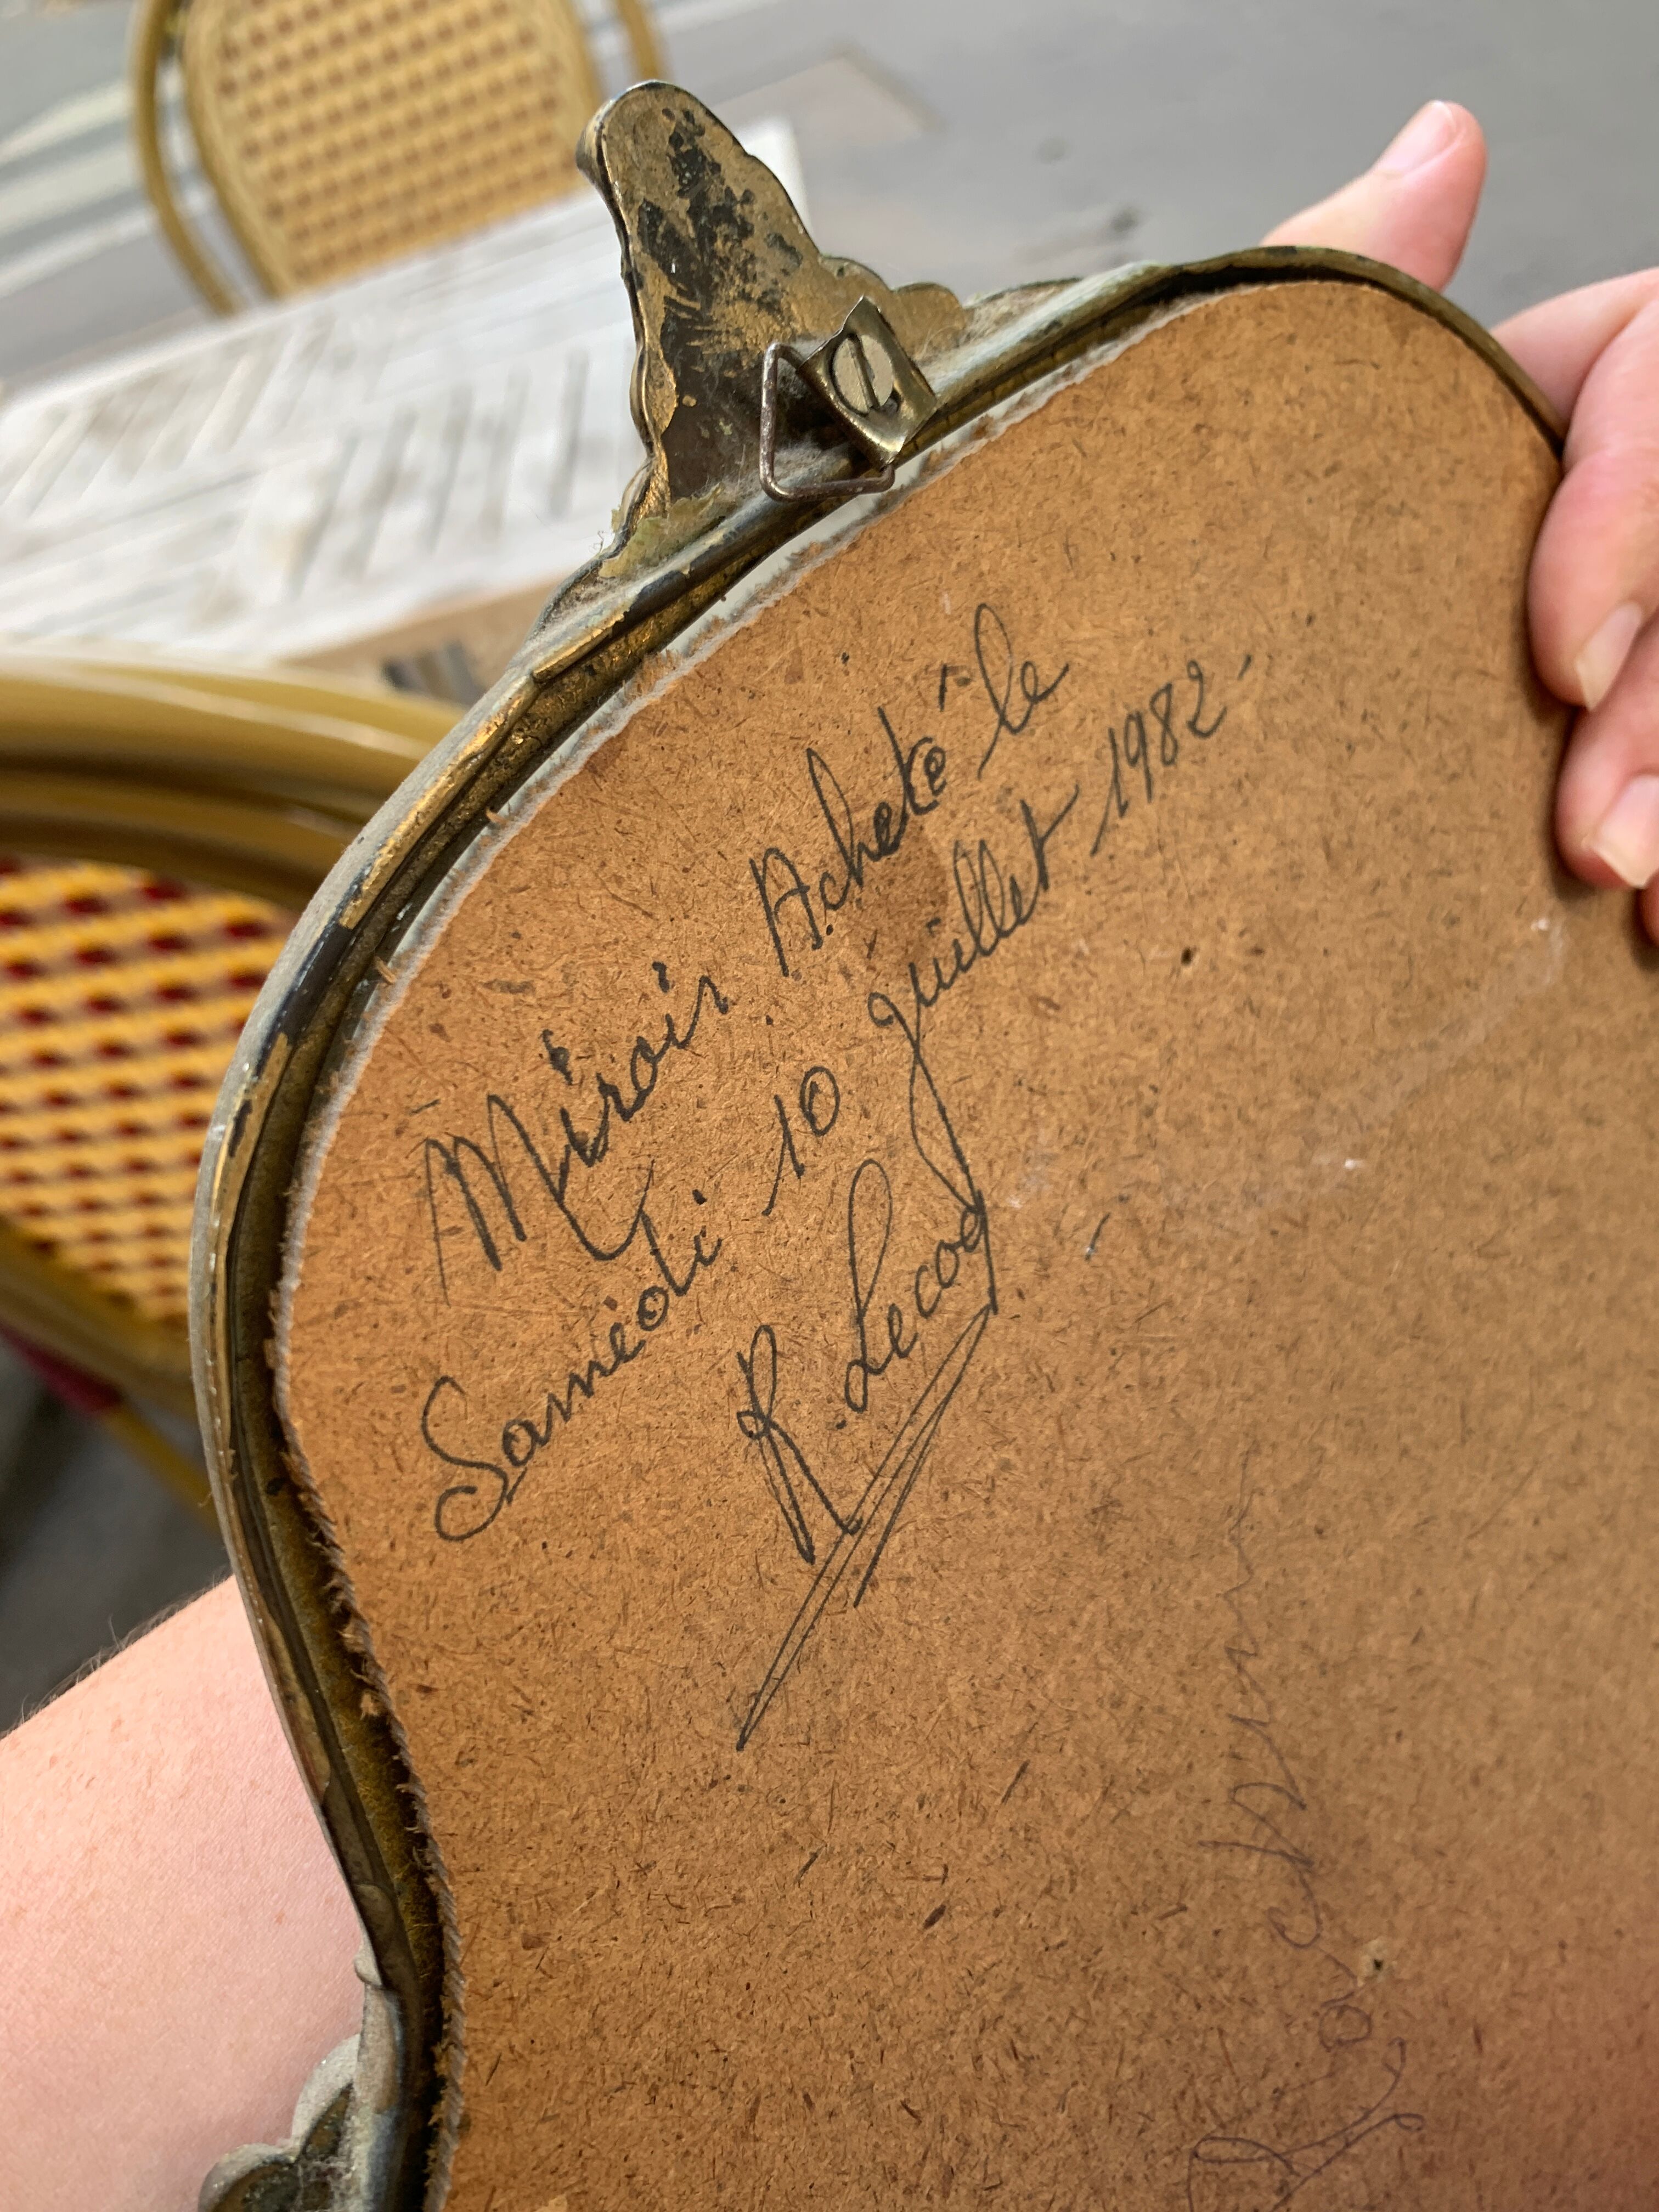 Miroir Acheté le
Samedi 10 juillet 1982-
R. Lecoq